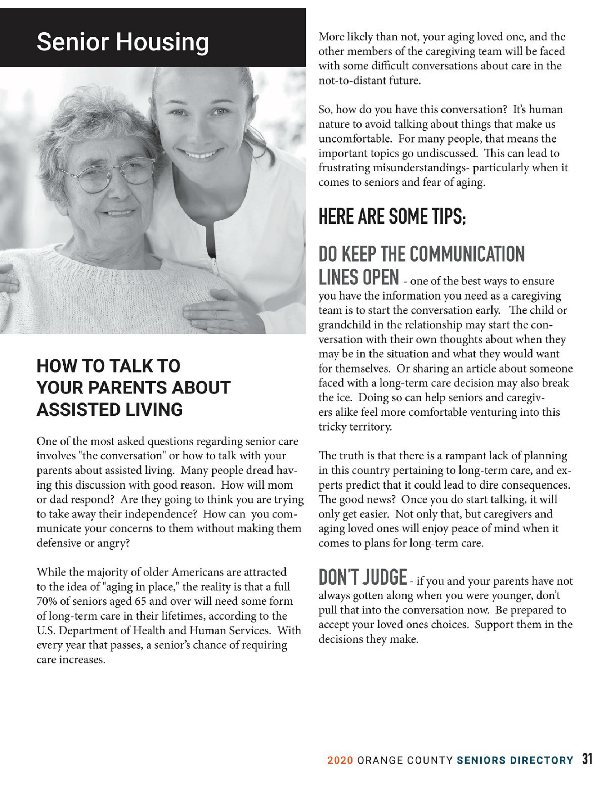 Senior Housing
HOW TO TALK TO
YOUR PARENTS ABOUT
ASSISTED LIVING
One of the most asked questions regarding senior care
involves "the conversation" or how to talk with your
parents about assisted living.  Many people dread hav-
ing this discussion with good reason.  How will mom
or dad respond?  Are they going to think you are trying
to take away their independence?  How can  you com-
municate your concerns to them without making them
defensive or angry?
While the majority of older Americans are attracted
to the idea of "aging in place," the reality is that a full
70% of seniors aged 65 and over will need some form
of long-term care in their lifetimes, according to the
U.S. Department of Health and Human Services.  With
every year that passes, a senior's chance of requiring
care increases.
More likely than not, your aging loved one, and the
other members of the caregiving team will be faced
with some difficult conversations about care in the
not-to-distant future.
So, how do you have this conversation?  It's human
nature to avoid talking about things that make us
uncomfortable.  For many people, that means the
important topics go undiscussed.  This can lead to
frustrating misunderstandings- particularly when it
comes to seniors and fear of aging.
HERE ARE SOME TIPS;
DO KEEP THE COMMUNICATION
LINES OPEN - one of the best ways to ensure
you have the information you need as a caregiving
team is to start the conversation early.   The child or
grandchild in the relationship may start the con-
versation with their own thoughts about when they
may be in the situation and what they would want
for themselves.  Or sharing an article about someone
faced with a long-term care decision may also break
the ice.  Doing so can help seniors and caregiv-
ers alike feel more comfortable venturing into this
tricky territory.
The truth is that there is a rampant lack of planning
in this country pertaining to long-term care, and ex-
perts predict that it could lead to dire consequences.
The good news?  Once you do start talking, it will
only get easier.  Not only that, but caregivers and
aging loved ones will enjoy peace of mind when it
comes to plans for long-term care.
DON'T JUDGE - if you and your parents have not
always gotten along when you were younger, don't
pull that into the conversation now.  Be prepared to
accept your loved ones choices.  Support them in the
decisions they make.
2020 ORANGE COUNTY SENIORS DIRECTORY 31